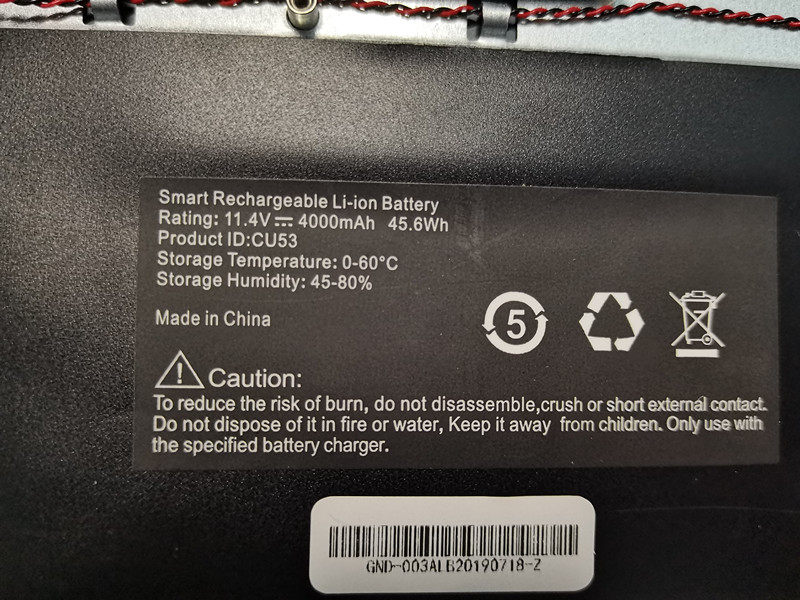 Smart Rechargeable Li-ion Battery
Rating: 11.4V⎓4000mAh 45.6Wh
Product ID:CU53
Storage Temperature: 0-60°C
Storage Humidity: 45-80%
Made in China
5
Caution:
To reduce the risk of burn, do not disassemble,crush or short external contact.
Do not dispose of it in fire or water, Keep it away from children. Only use with
the specified battery charger.
GND-003ALB20190718-Z